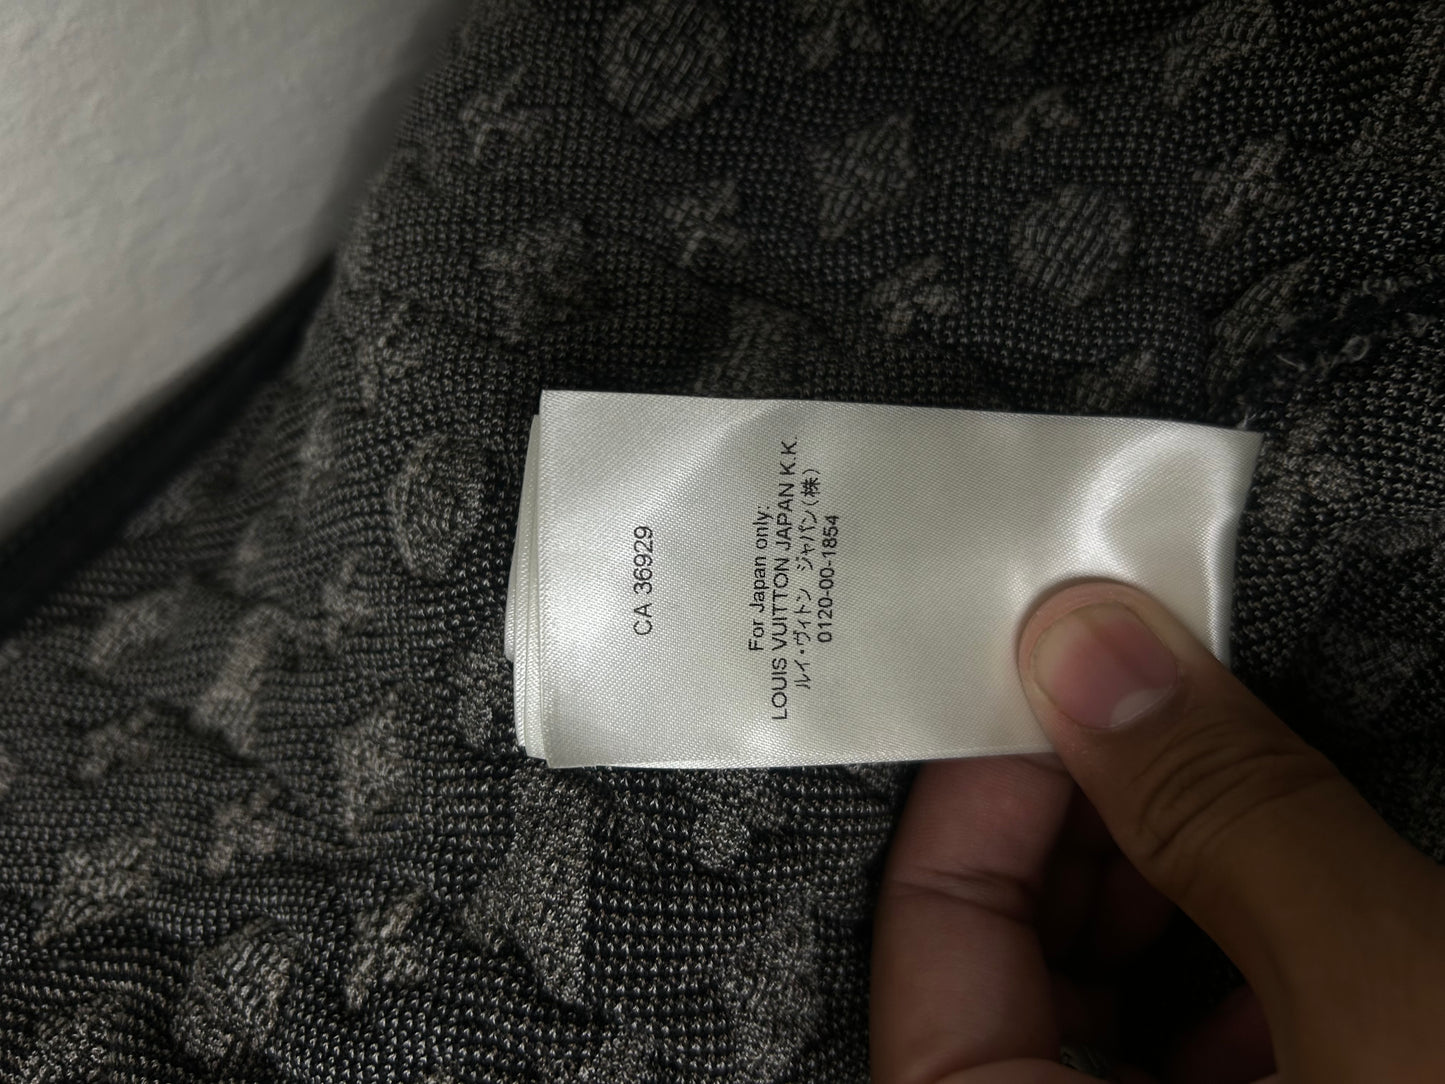 CA 36929
For Japan only:
LOUIS VUITTON JAPAN K.K.
ルイ・ヴィトン ジャパン(株)
0120-00-1854